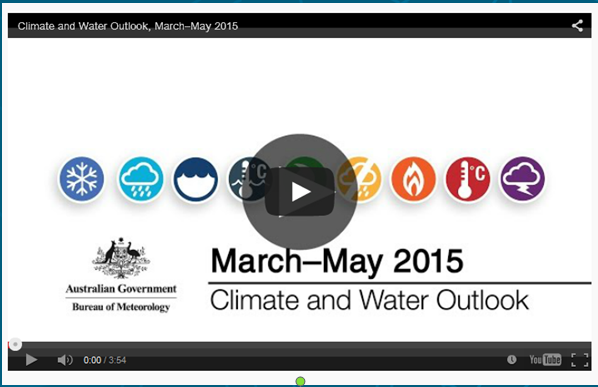 Climate and Water Outlook, March–May 2015
°C
°C
Australian Government
Bureau of Meteorology
March–May 2015
Climate and Water Outlook
0:00 / 3:54
YouTube